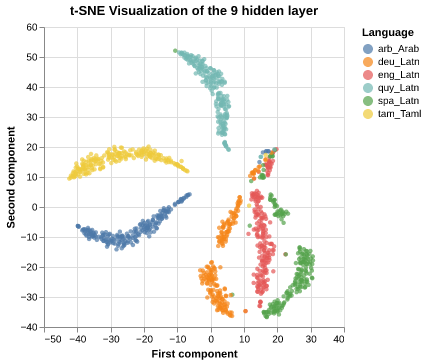 t-SNE Visualization of the 9 hidden layer
Language
arb_Arab
deu_Latn
eng_Latn
quy_Latn
spa_Latn
tam_Taml
60
50
40
30
20
10
0
−10
−20
−30
−40
Second component
−50 −40 −30 −20 −10 0 10 20 30 40
First component